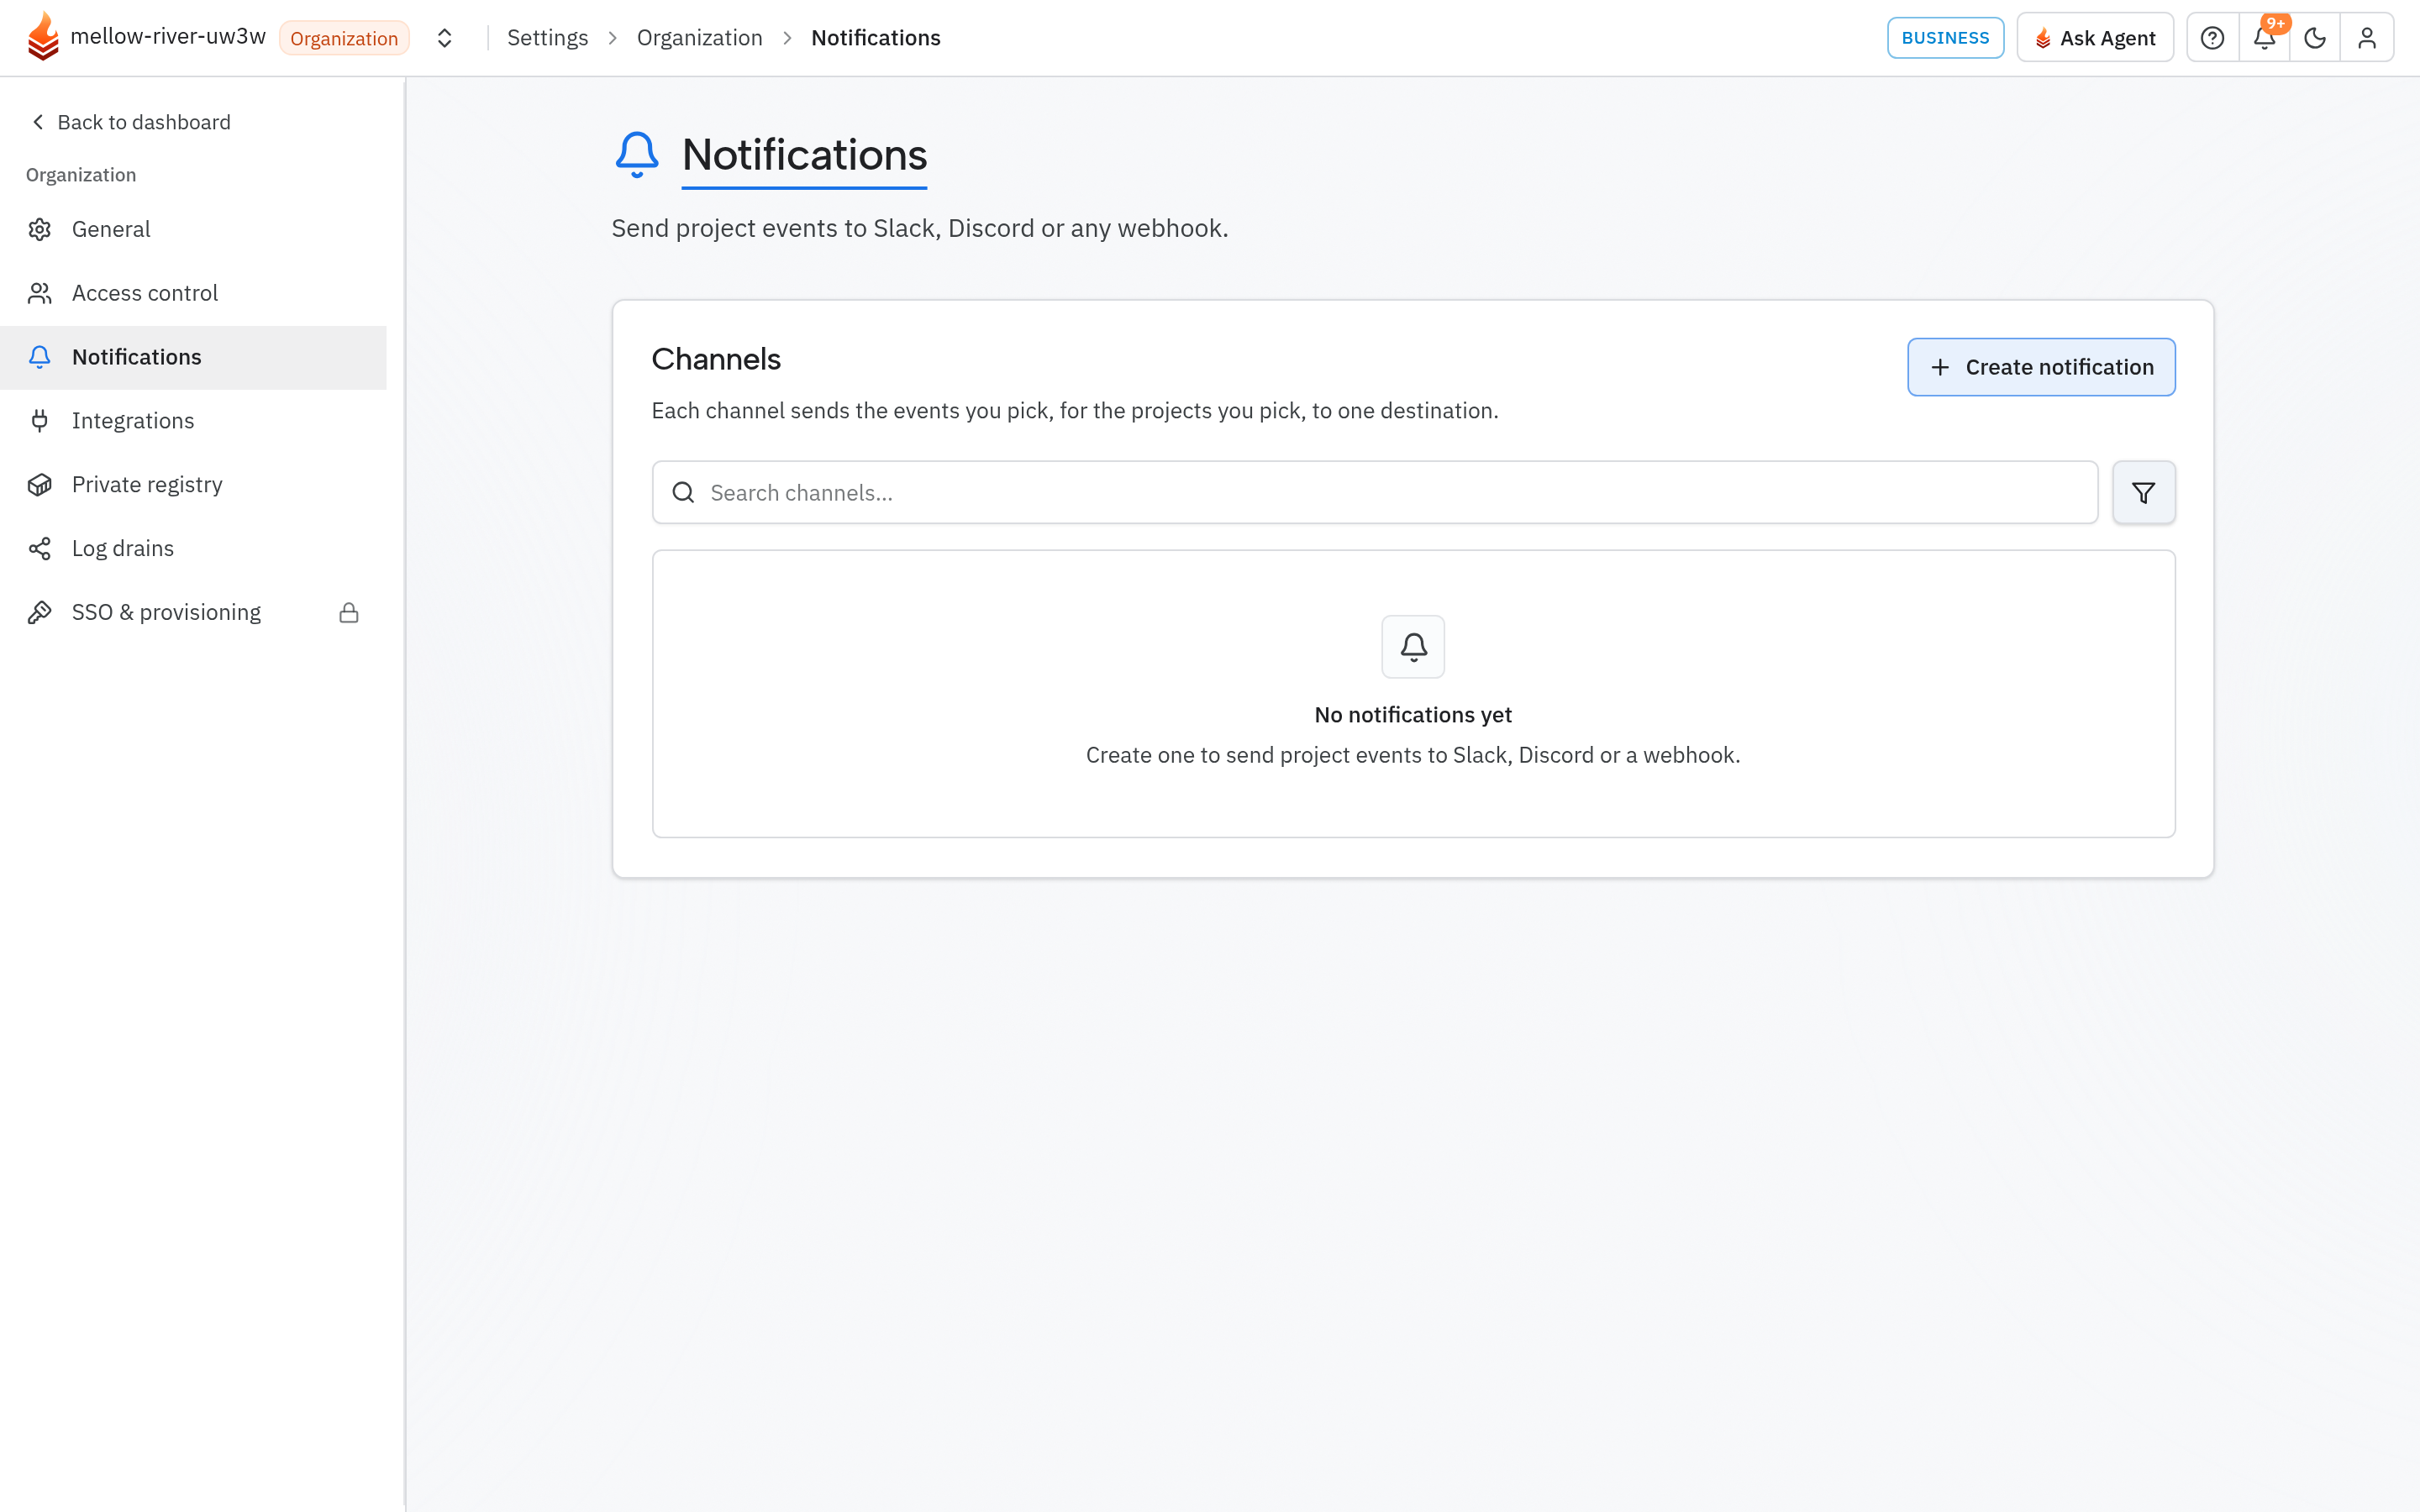 mellow-river-uw3w Organization Settings > Organization > Notifications BUSINESS Ask Agent 9+
Back to dashboard
Organization
General
Access control
Notifications
Integrations
Private registry
Log drains
SSO & provisioning
Notifications
Send project events to Slack, Discord or any webhook.
Channels
Create notification
Each channel sends the events you pick, for the projects you pick, to one destination.
Search channels...
No notifications yet
Create one to send project events to Slack, Discord or a webhook.